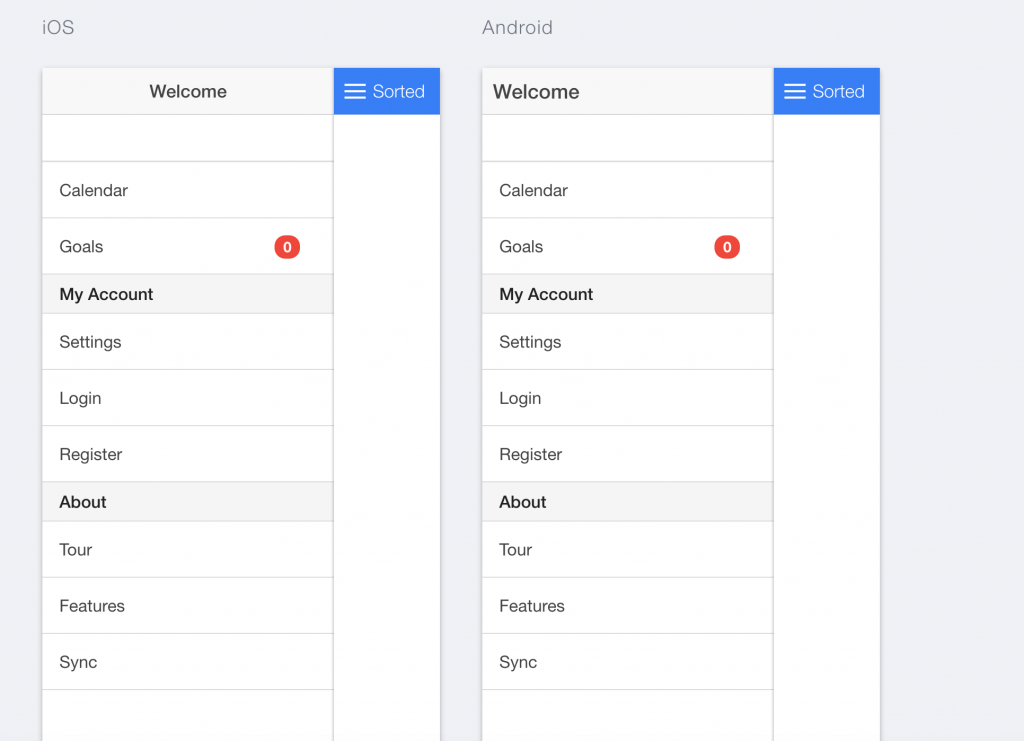 iOS
Welcome
Sorted
Calendar
Goals 0
My Account
Settings
Login
Register
About
Tour
Features
Sync
Android
Welcome
Sorted
Calendar
Goals 0
My Account
Settings
Login
Register
About
Tour
Features
Sync